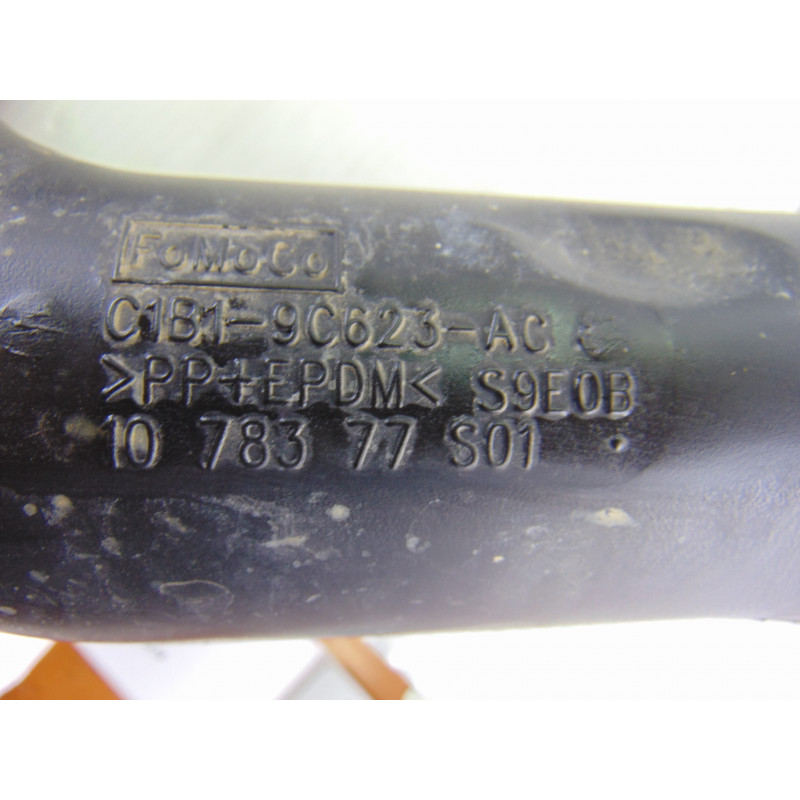 FoMoCo
C1B1-9C623-AC
>PP+EPDM< S9E0B
10 783 77 S01